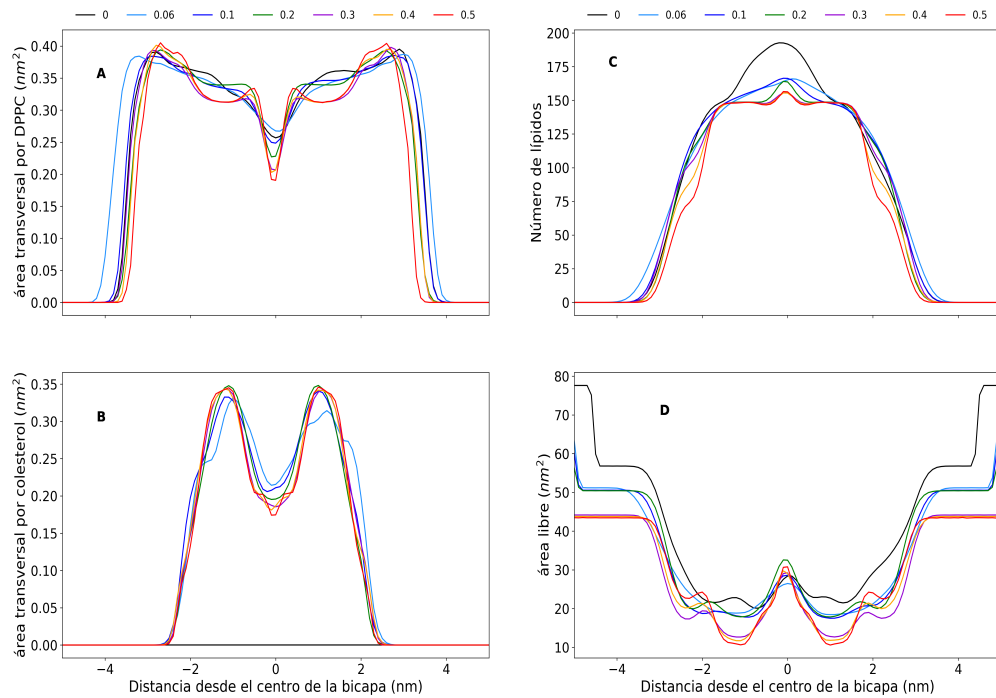 0 0.06 0.1 0.2 0.3 0.4 0.5
0 0.06 0.1 0.2 0.3 0.4 0.5
A
área transversal por DPPC (nm²)
0.40
0.35
0.30
0.25
0.20
0.15
0.10
0.05
0.00
C
Número de lípidos
200
175
150
125
100
75
50
25
0
B
área transversal por colesterol (nm²)
0.35
0.30
0.25
0.20
0.15
0.10
0.05
0.00
−4 −2 0 2 4
Distancia desde el centro de la bicapa (nm)
D
área libre (nm²)
80
70
60
50
40
30
20
10
−4 −2 0 2 4
Distancia desde el centro de la bicapa (nm)